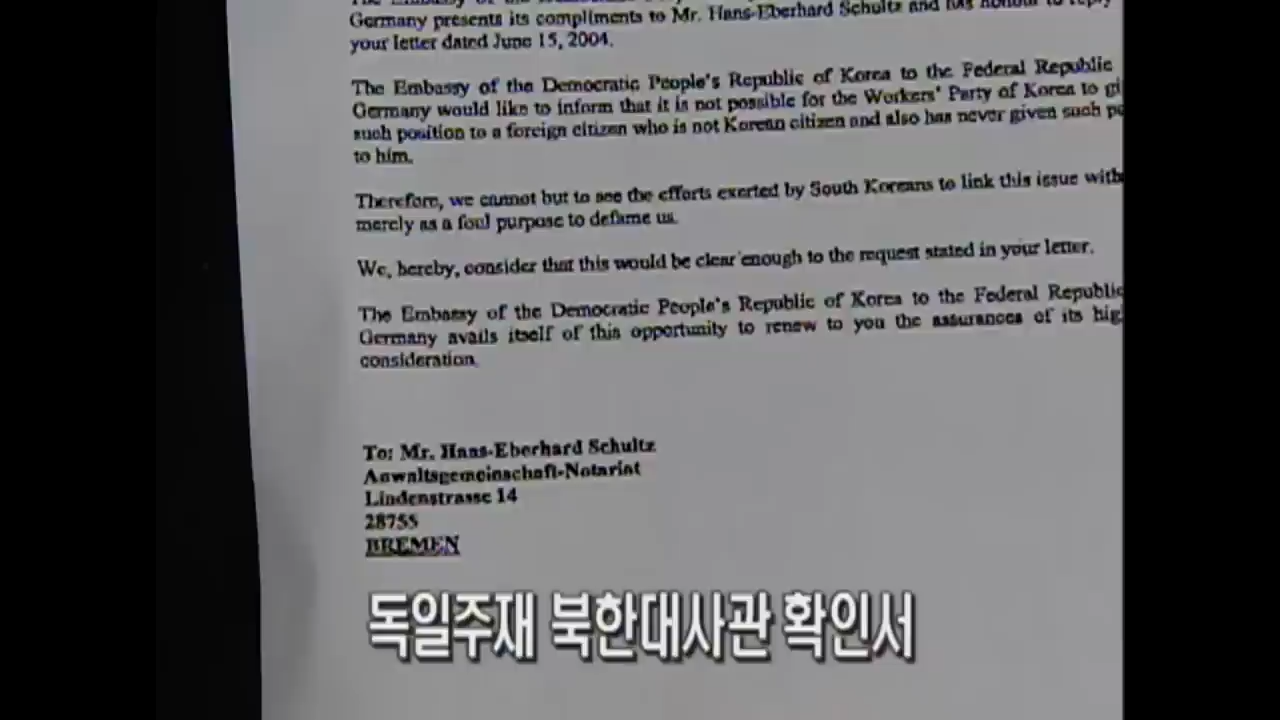 Germany presents its compliments to Mr. Hans-Eberhard Schultz and has honour to reply
your letter dated June 15, 2004.
The Embassy of the Democratic People's Republic of Korea to the Federal Republic
Germany would like to inform that it is not possible for the Workers' Party of Korea to gi
such position to a foreign citizen who is not Korean citizen and also has never given such po
to him.
Therefore, we cannot but to see the efforts exerted by South Koreans to link this issue with
merely as a foul purpose to defame us.
We, hereby, consider that this would be clear enough to the request stated in your letter.
The Embassy of the Democratic People's Republic of Korea to the Federal Republic
Germany avails itself of this opportunity to renew to you the assurances of its hig
consideration.
To: Mr. Hans-Eberhard Schultz
Anwaltsgemeinschaft-Notariat
Lindenstrasse 14
28755
BREMEN
독일주재 북한대사관 확인서